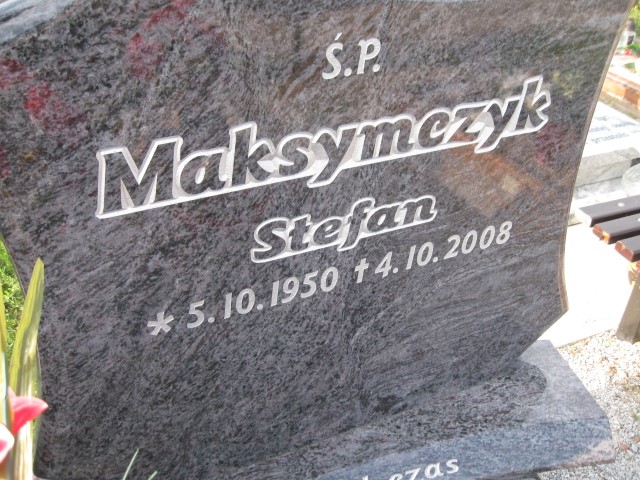 Ś.P.
Maksymczyk
Stefan
* 5.10.1950 † 4.10.2008